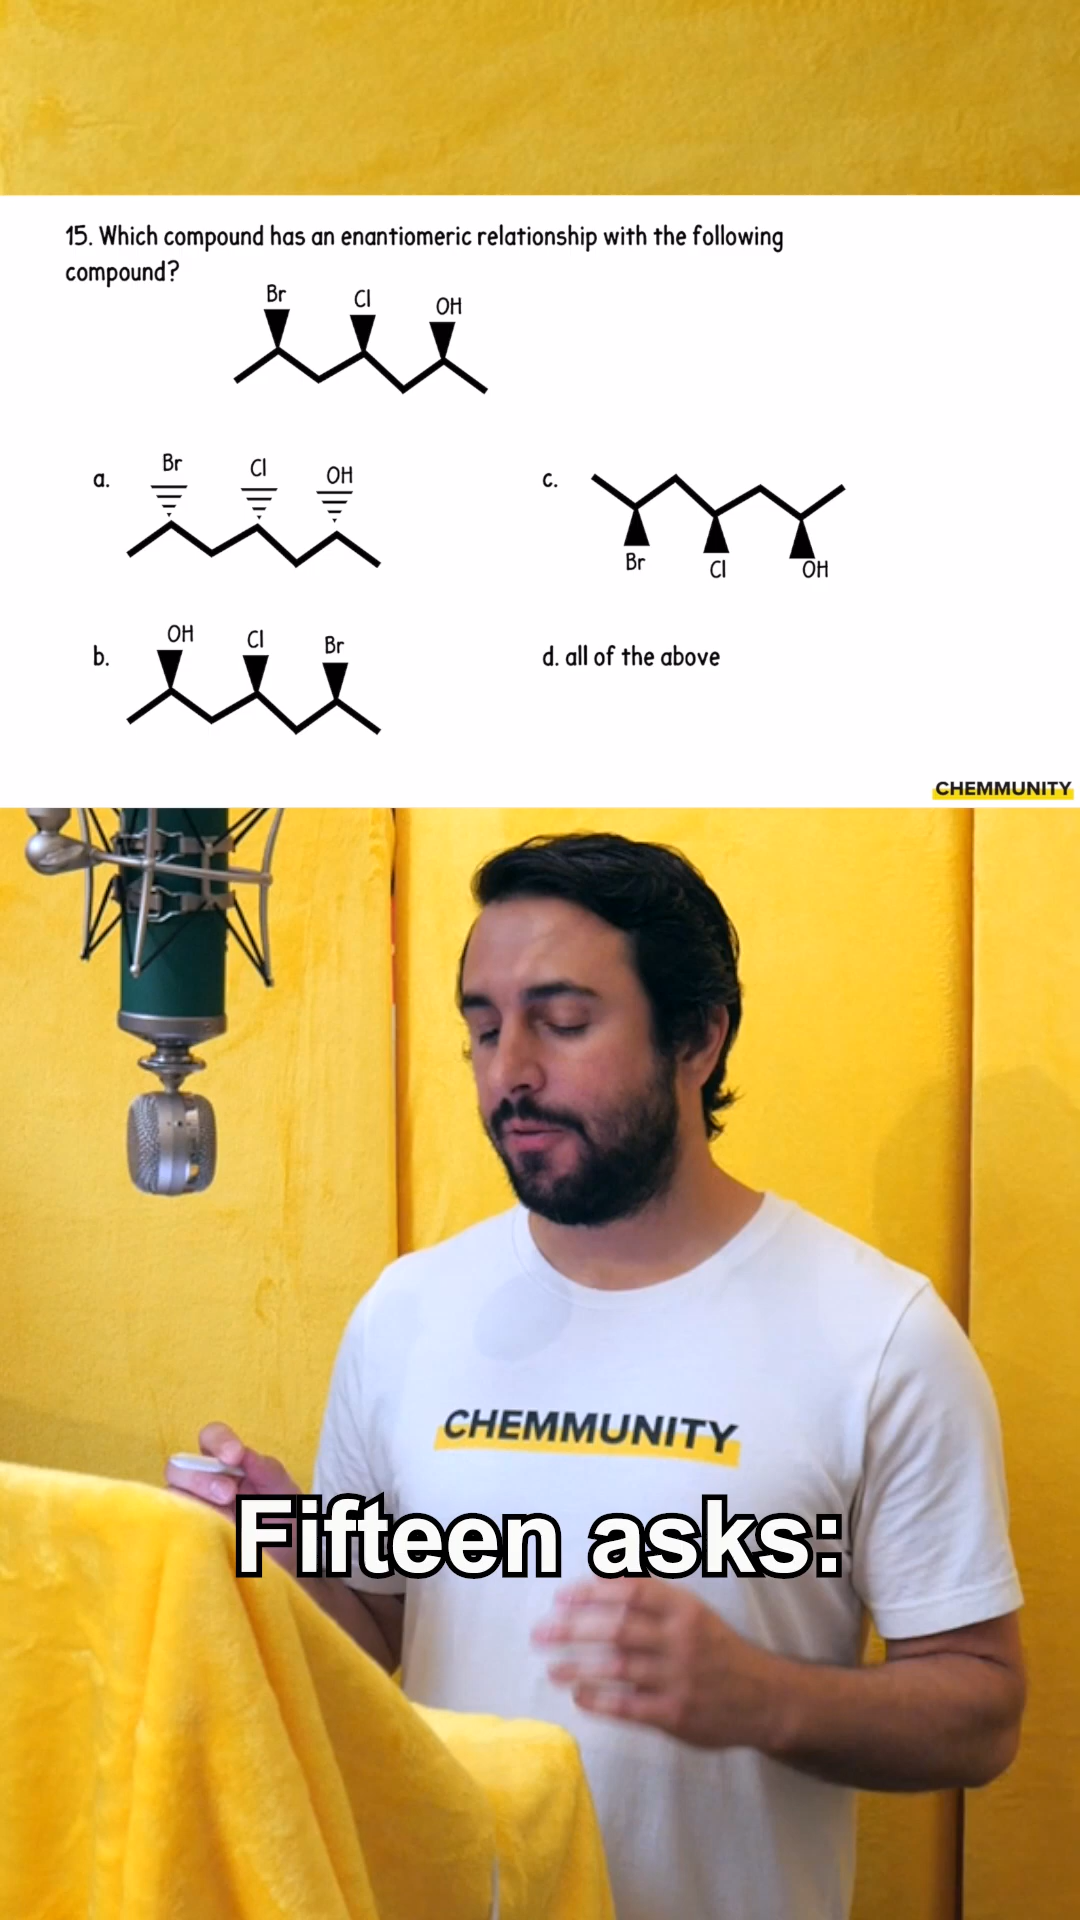 15. Which compound has an enantiomeric relationship with the following
compound?
Br Cl OH
a.
Br Cl OH
b.
OH Cl Br
c.
Br Cl OH
d. all of the above
CHEMMUNITY
CHEMMUNITY
Fifteen asks: